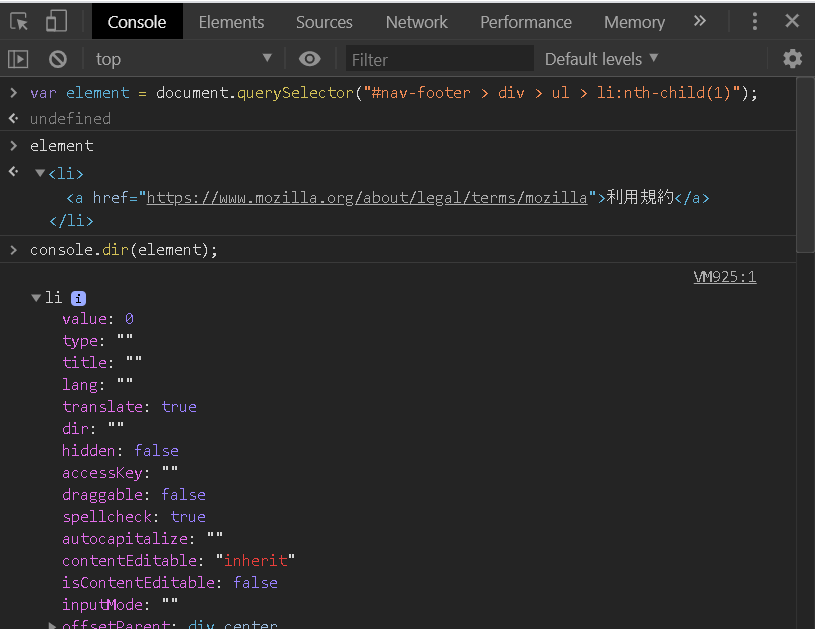 Console Elements Sources Network Performance Memory »
top ▼ Filter Default levels ▼
> var element = document.querySelector("#nav-footer > div > ul > li:nth-child(1)");
undefined
> element
▼<li>
<a href="https://www.mozilla.org/about/legal/terms/mozilla">利用規約</a>
</li>
> console.dir(element);
VM925:1
▼li i
value: 0
type: ""
title: ""
lang: ""
translate: true
dir: ""
hidden: false
accessKey: ""
draggable: false
spellcheck: true
autocapitalize: ""
contentEditable: "inherit"
isContentEditable: false
inputMode: ""
▶offsetParent: div.center